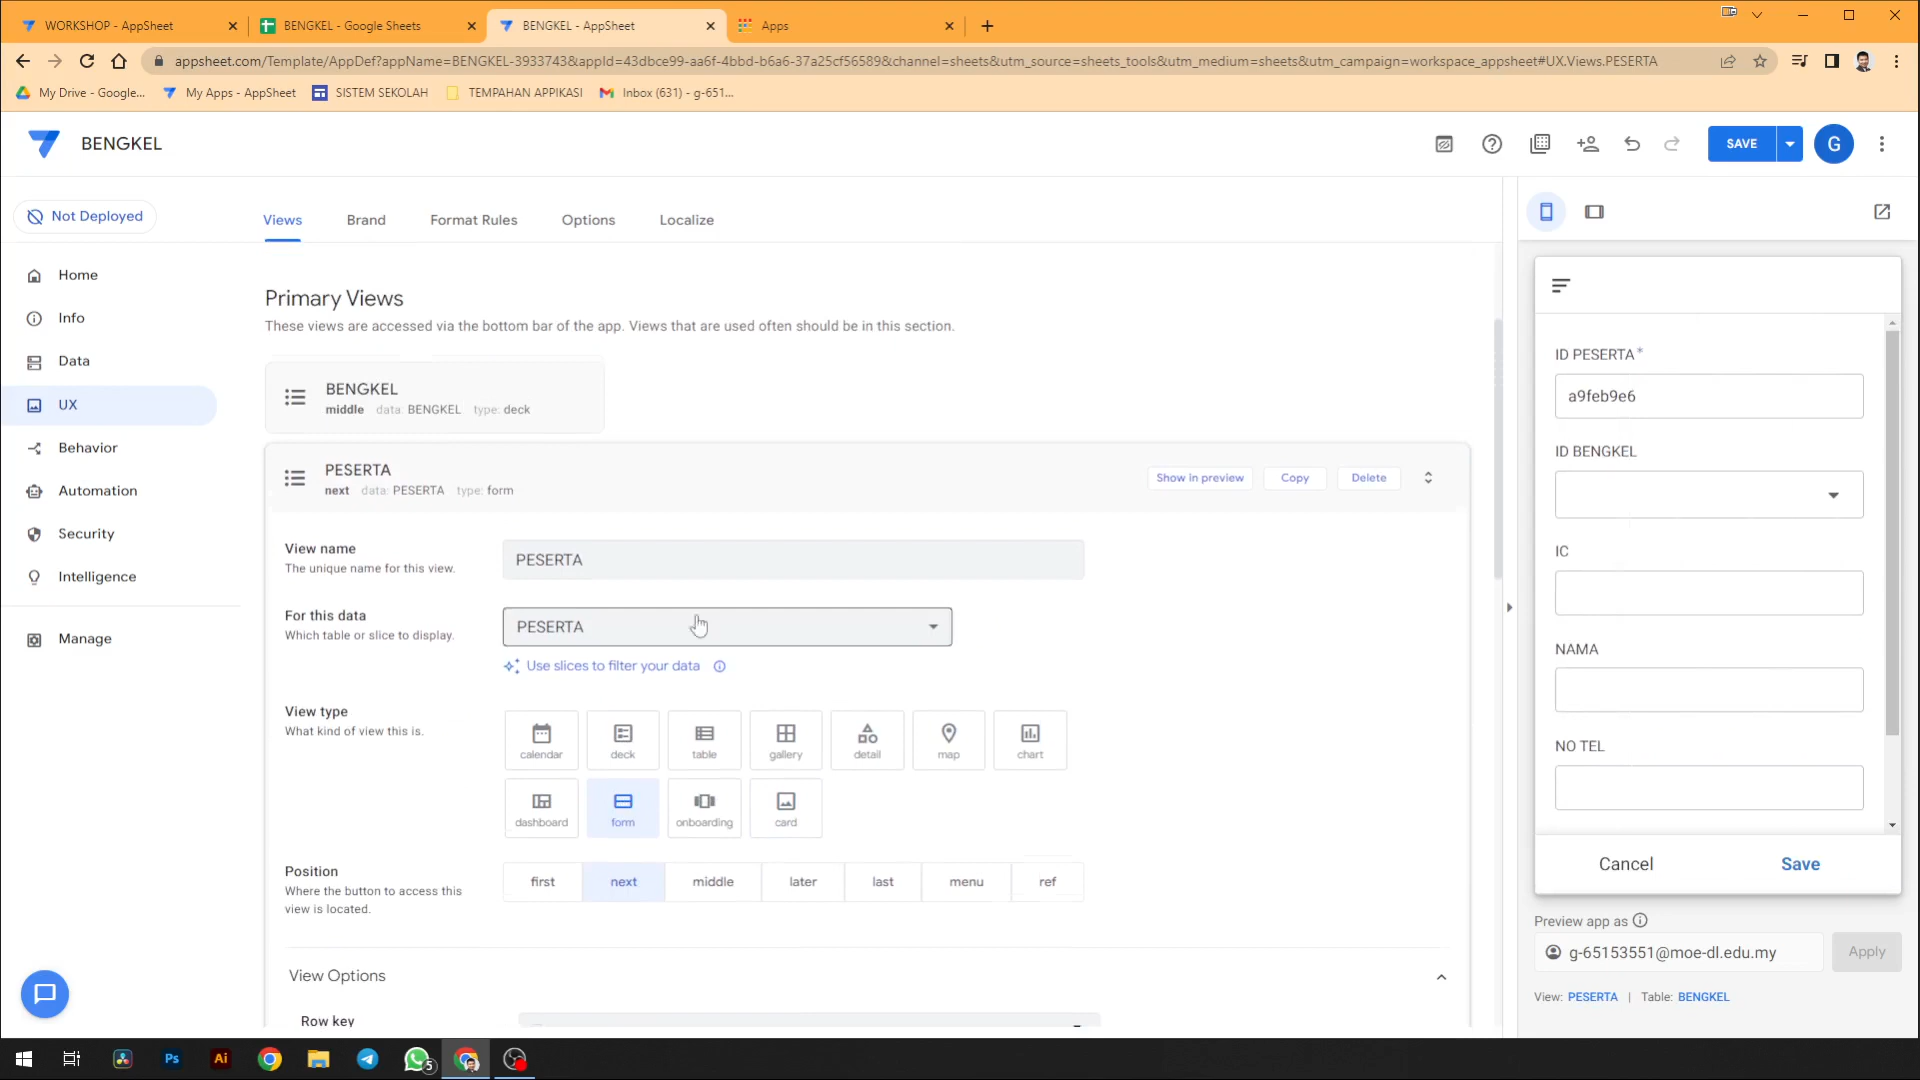 WORKSHOP - AppSheet
BENGKEL - Google Sheets
BENGKEL - AppSheet
Apps
appsheet.com/Template/AppDef?appName=BENGKEL-3933743&appId=43dbce99-aa6f-4bbd-b6a6-37a25cf56589&channel=sheets&utm_source=sheets_tools&utm_medium=sheets&utm_campaign=workspace_appsheet#UX.Views.PESERTA
My Drive - Google...
My Apps - AppSheet
SISTEM SEKOLAH
TEMPAHAN APPIKASI
Inbox (631) - g-651...
BENGKEL
SAVE
G
Not Deployed
Views
Brand
Format Rules
Options
Localize
Home
Info
Data
UX
Behavior
Automation
Security
Intelligence
Manage
Primary Views
These views are accessed via the bottom bar of the app. Views that are used often should be in this section.
BENGKEL
middle data: BENGKEL type: deck
PESERTA
next data: PESERTA type: form
Show in preview
Copy
Delete
View name
The unique name for this view.
PESERTA
For this data
Which table or slice to display.
PESERTA
Use slices to filter your data
View type
What kind of view this is.
calendar
deck
table
gallery
detail
map
chart
dashboard
form
onboarding
card
Position
Where the button to access this
view is located.
first
next
middle
later
last
menu
ref
View Options
Row key
ID PESERTA*
a9feb9e6
ID BENGKEL
IC
NAMA
NO TEL
Cancel
Save
Preview app as
g-65153551@moe-dl.edu.my
Apply
View: PESERTA | Table: BENGKEL
Ps
Ai
5